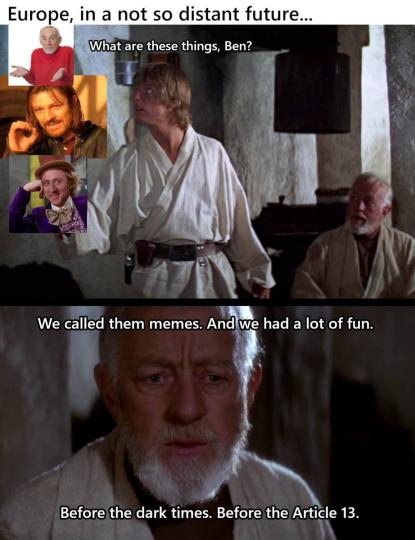 Europe, in a not so distant future...
What are these things, Ben?
We called them memes. And we had a lot of fun.
Before the dark times. Before the Article 13.